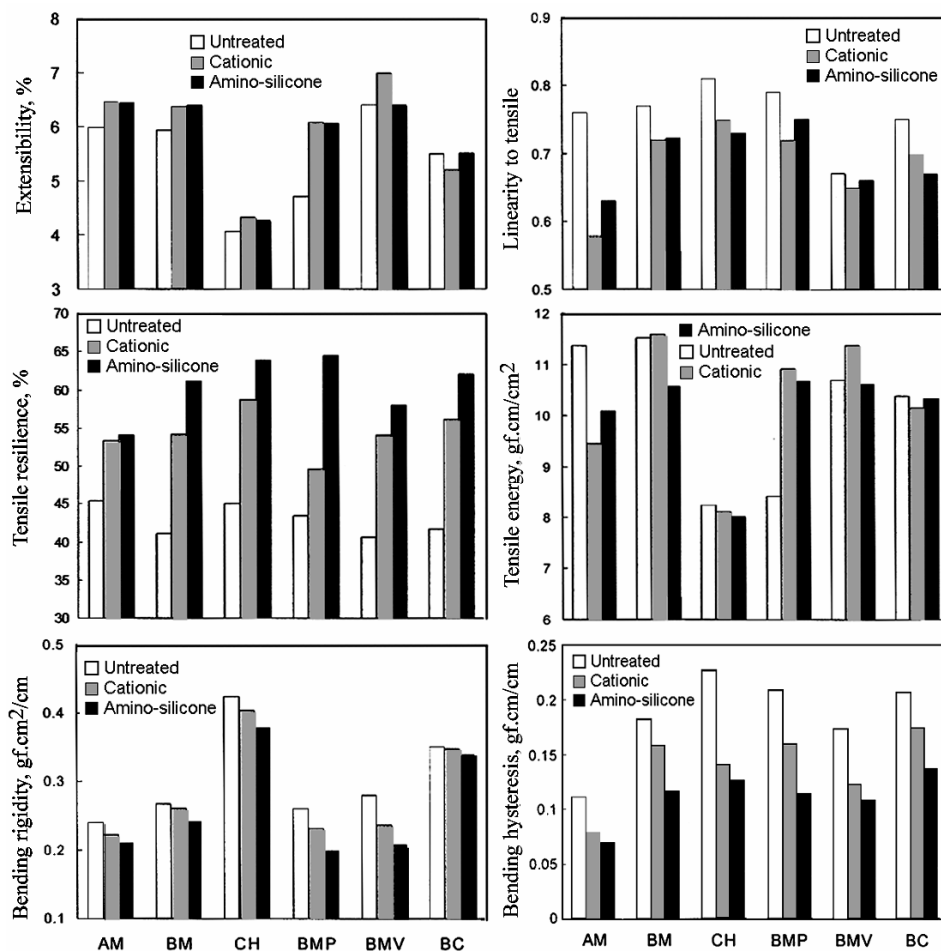 Extensibility, %
8
7
6
5
4
3
Untreated
Cationic
Amino-silicone
Linearity to tensile
0.9
0.8
0.7
0.6
0.5
Untreated
Cationic
Amino-silicone
Tensile resilience, %
70
65
60
55
50
45
40
35
30
Untreated
Cationic
Amino-silicone
Tensile energy, gf.cm/cm2
12
11
10
9
8
7
6
Amino-silicone
Untreated
Cationic
Bending rigidity, gf.cm²/cm
0.5
0.4
0.3
0.2
0.1
Untreated
Cationic
Amino-silicone
AM BM CH BMP BMV BC
Bending hysteresis, gf.cm/cm
0.25
0.2
0.15
0.1
0.05
0
Untreated
Cationic
Amino-silicone
AM BM CH BMP BMV BC